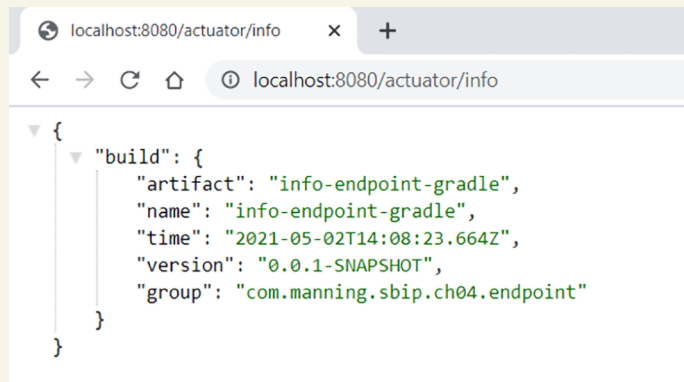 localhost:8080/actuator/info
localhost:8080/actuator/info
{
"build": {
"artifact": "info-endpoint-gradle",
"name": "info-endpoint-gradle",
"time": "2021-05-02T14:08:23.664Z",
"version": "0.0.1-SNAPSHOT",
"group": "com.manning.sbip.ch04.endpoint"
}
}